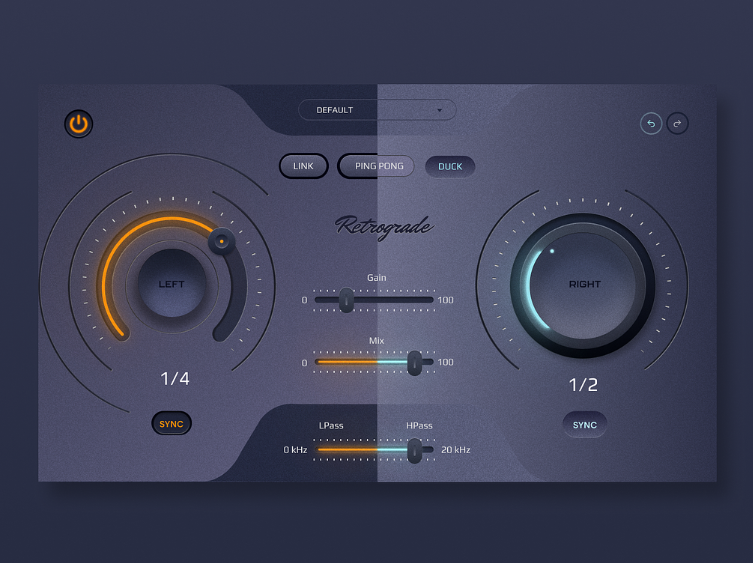 DEFAULT
LINK
PING PONG
DUCK
Retrograde
LEFT
RIGHT
Gain
0
100
Mix
0
100
1/4
1/2
SYNC
SYNC
LPass
HPass
0 kHz
20 kHz